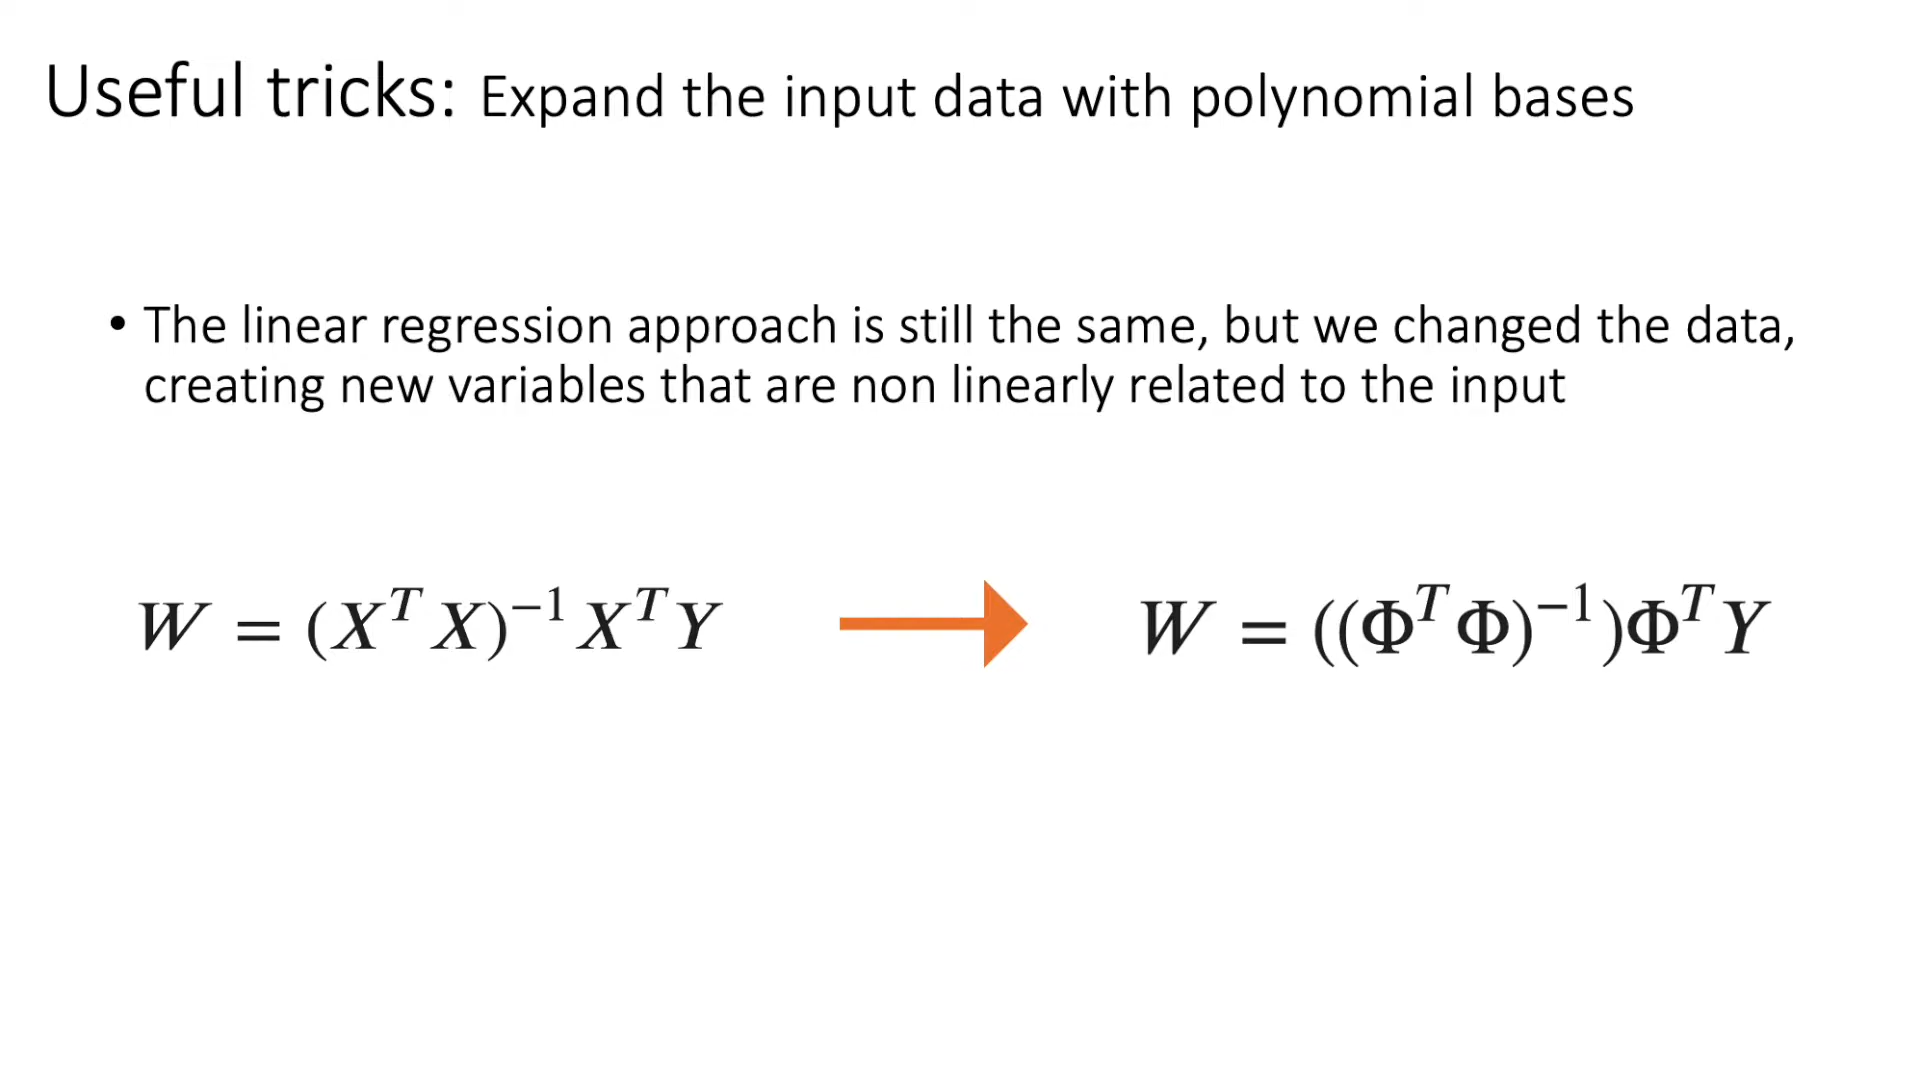 Useful tricks: Expand the input data with polynomial bases
• The linear regression approach is still the same, but we changed the data,
creating new variables that are non linearly related to the input
W = (X^T X)^{-1} X^T Y → W = ((Φ^T Φ)^{-1})Φ^T Y